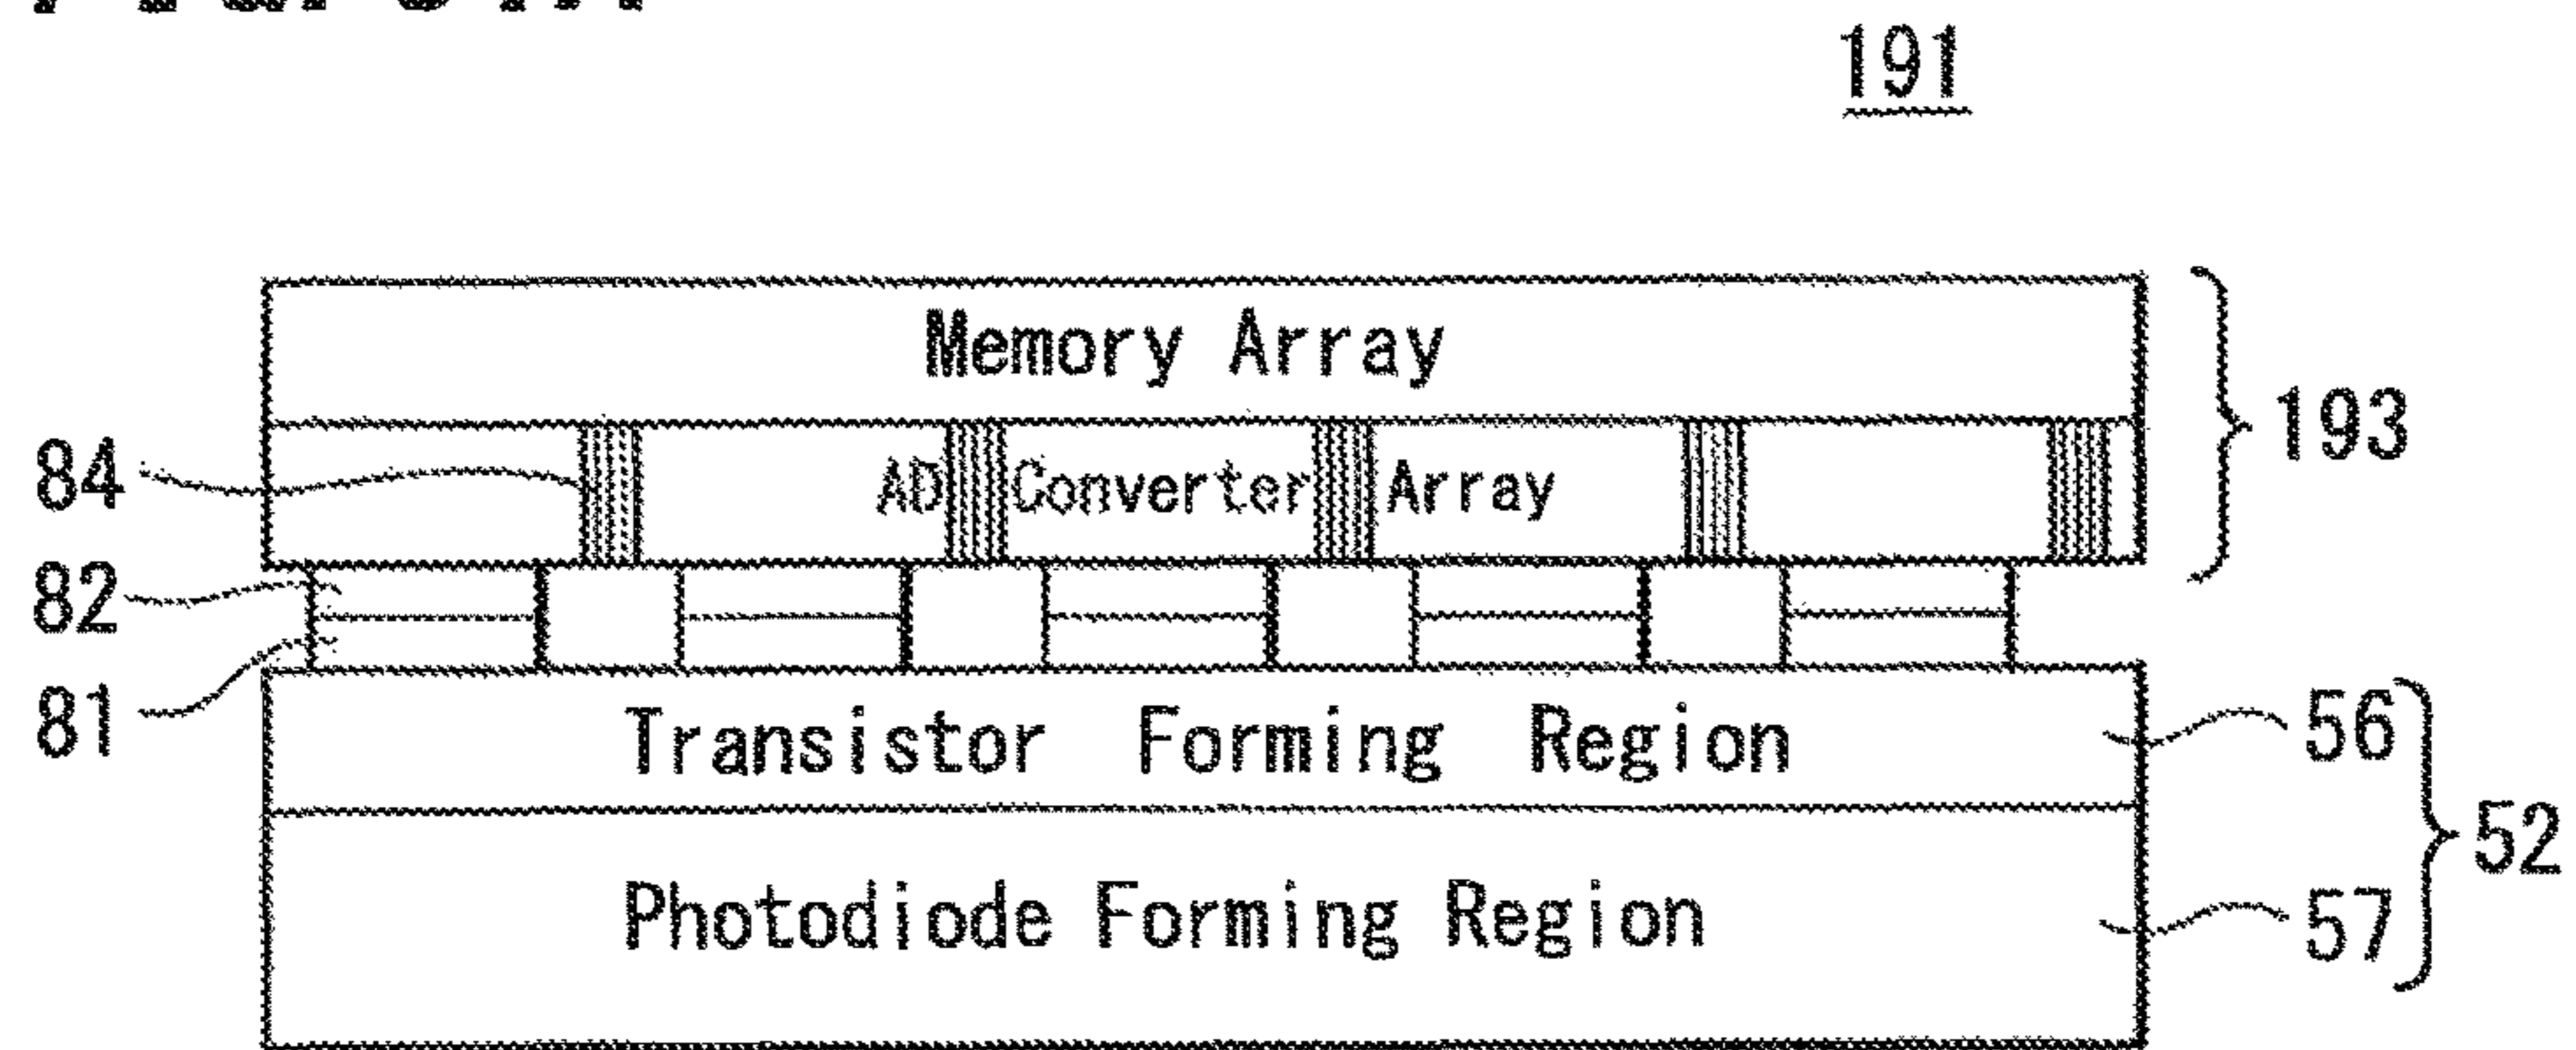 191
Memory Array
193
84
AD Converter Array
82
81
Transistor Forming Region
56
52
Photodiode Forming Region
57